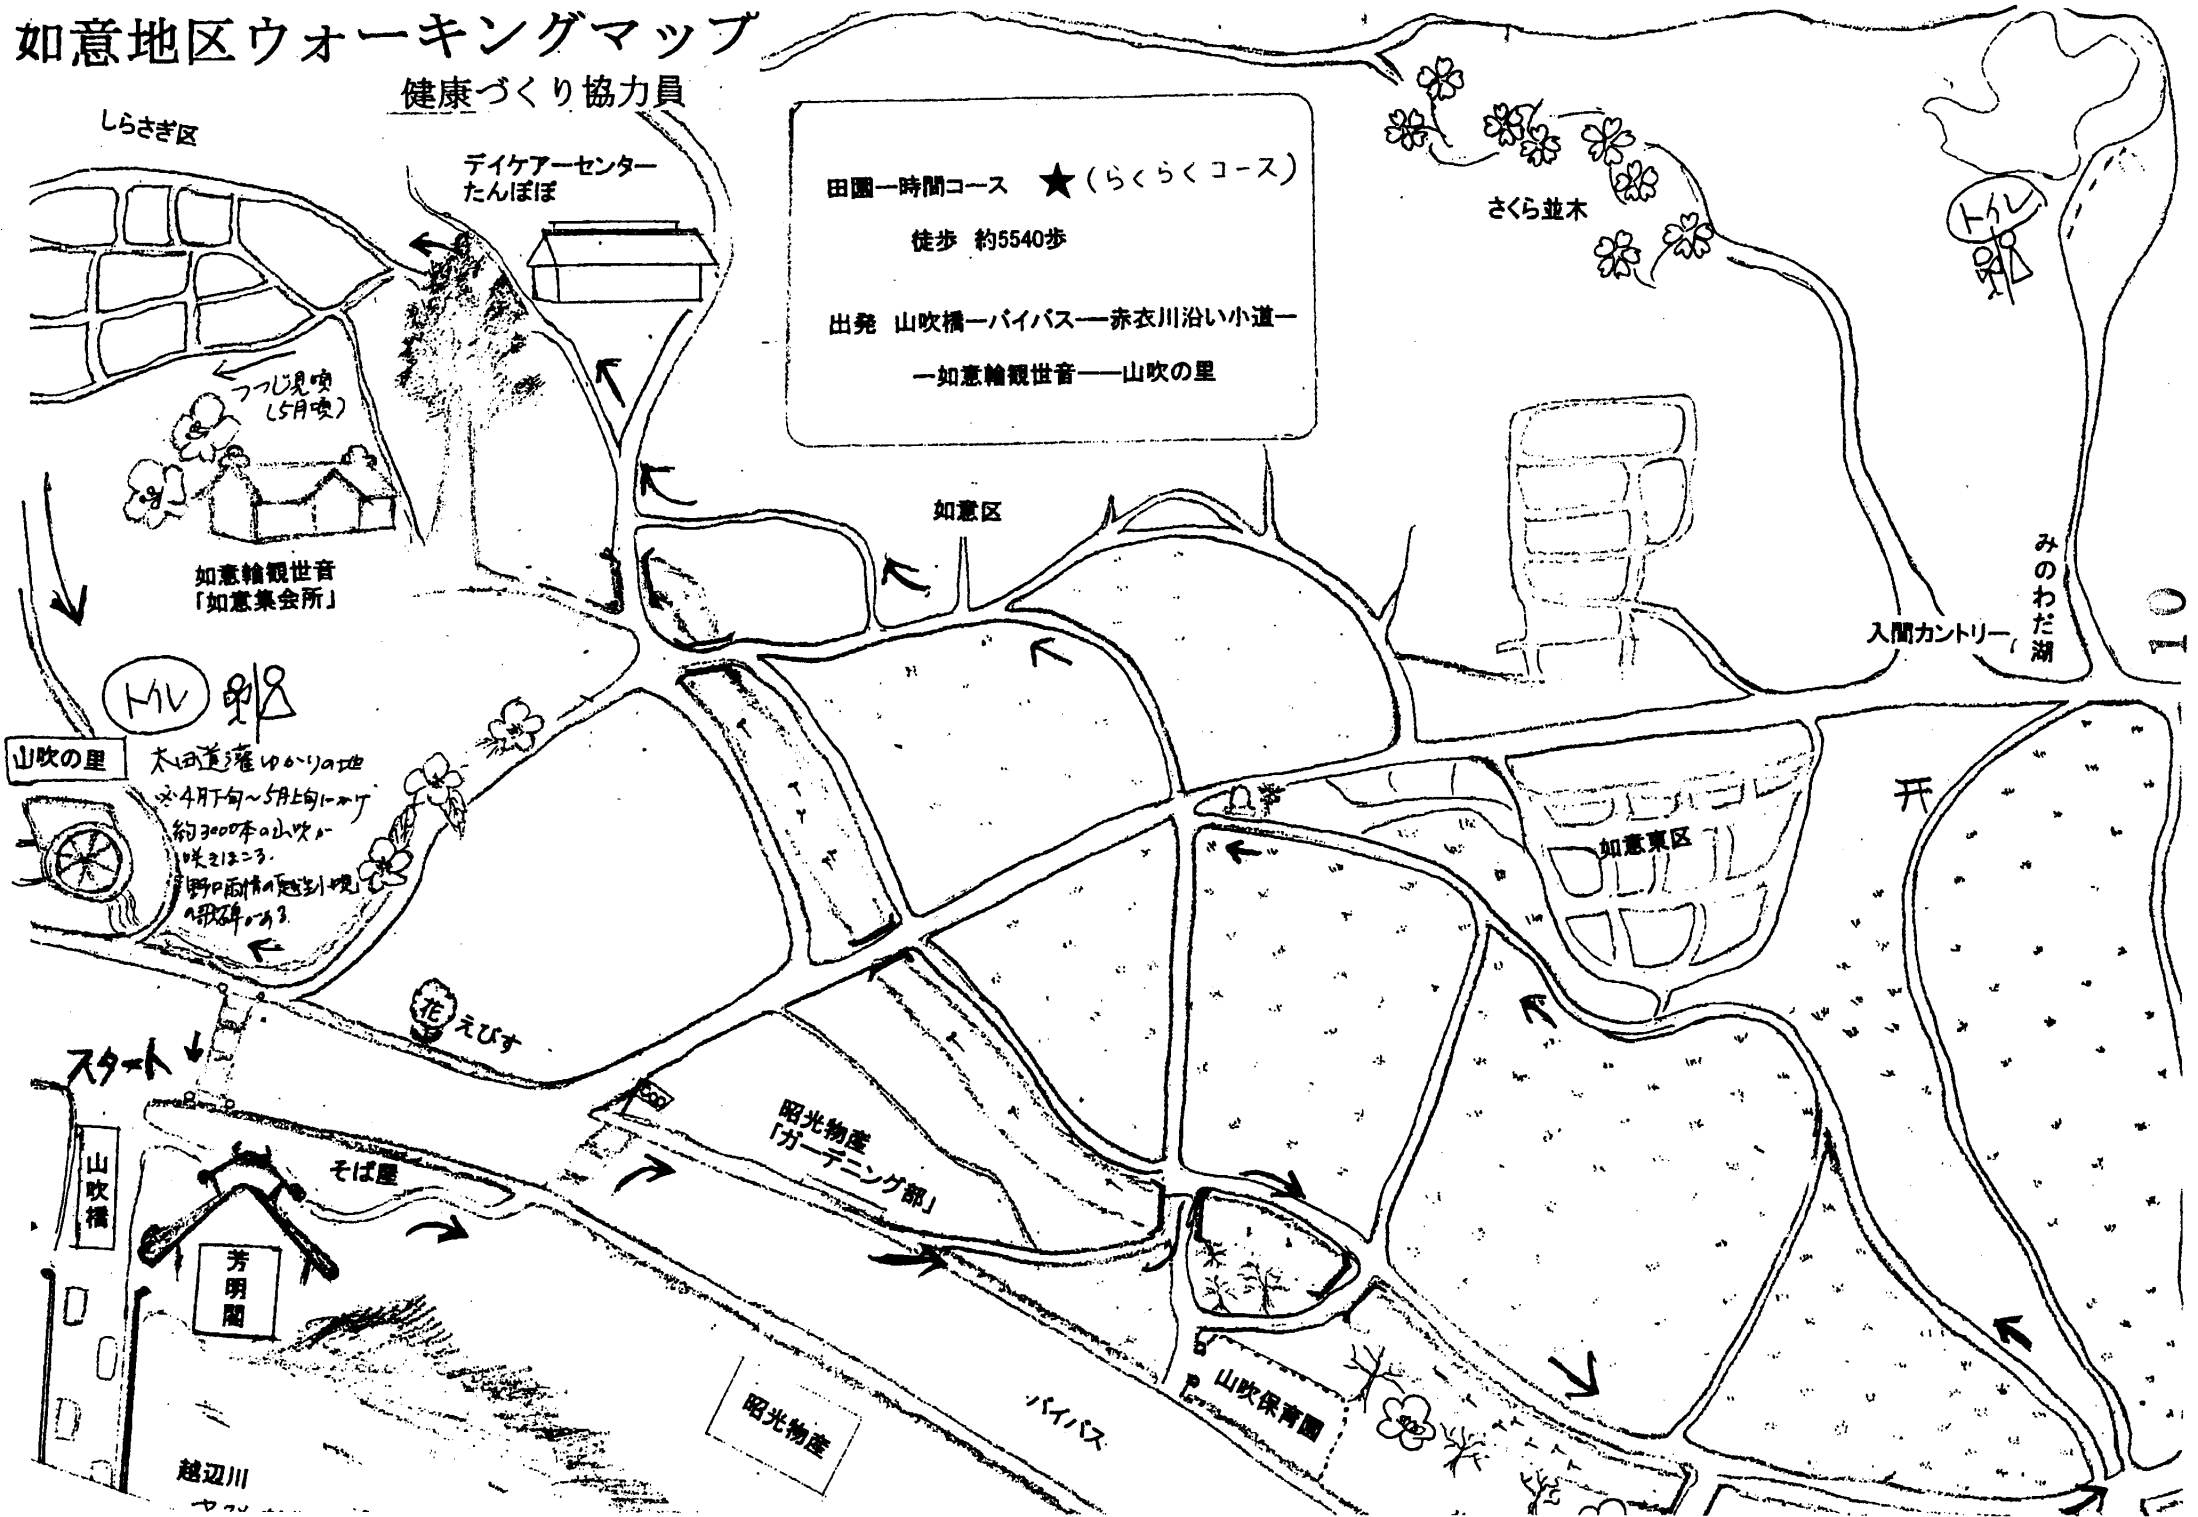 如意地区ウォーキングマップ
健康づくり協力員
しらさぎ区
デイケアーセンター
たんぽぽ
田園一時間コース ★(らくらくコース)
徒歩 約5540歩
出発 山吹橋―バイパス――赤衣川沿い小道―
―如意輪観世音――山吹の里
さくら並木
トイレ
つつじ見頃
(5月頃)
如意輪観世音
「如意集会所」
如意区
みのわだ湖
入間カントリー
10
トイレ
山吹の里
太田道灌ゆかりの地
※4月下旬~5月上旬にかけ
約3000本の山吹が
咲きほこる.
野口雨情の「越生小唄」
の歌碑がある.
如意東区
花
えびす
スタート
山吹橋
そば屋
芳明閣
昭光物産
「ガーデニング部」
昭光物産
バイパス
山吹保育園
越辺川